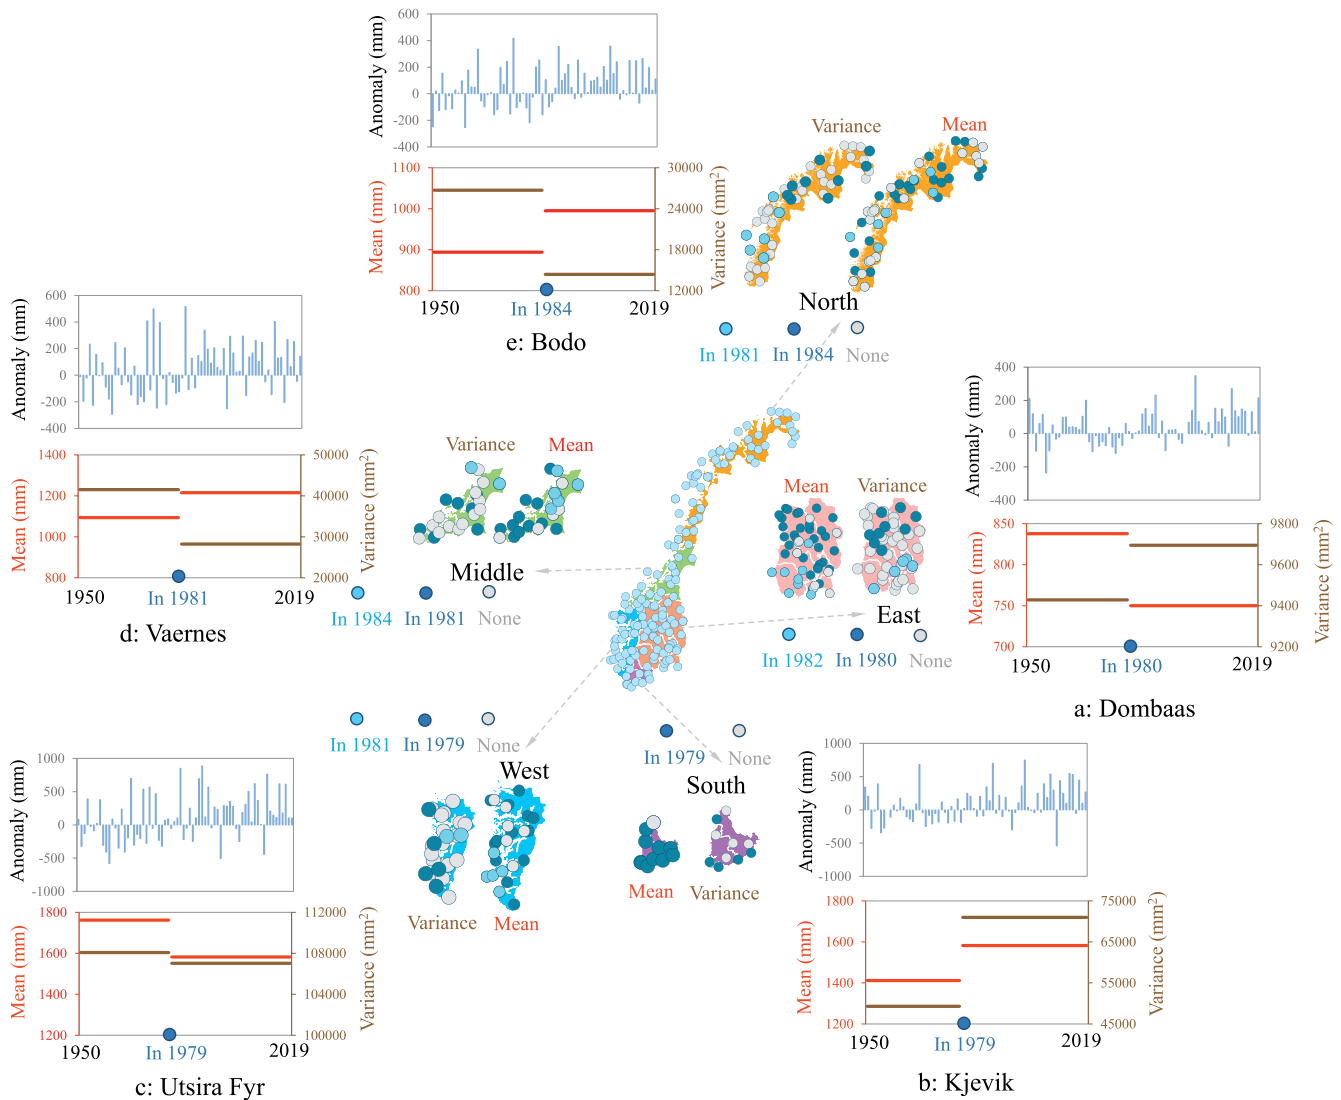 Anomaly (mm)
600
400
200
0
-200
-400
Mean (mm)
1100
1000
900
800
Variance (mm²)
30000
24000
18000
12000
1950
In 1984
2019
e: Bodo
Variance
Mean
North
In 1981
In 1984
None
Anomaly (mm)
600
400
200
0
-200
-400
Mean (mm)
1400
1200
1000
800
Variance (mm²)
50000
40000
30000
20000
1950
In 1981
2019
d: Vaernes
Variance
Mean
Middle
In 1984
In 1981
None
Mean
Variance
East
In 1982
In 1980
None
Anomaly (mm)
400
200
0
-200
-400
Mean (mm)
850
800
750
700
Variance (mm²)
9800
9600
9400
9200
1950
In 1980
2019
a: Dombaas
In 1981
In 1979
None
West
Variance
Mean
In 1979
None
South
Mean
Variance
Anomaly (mm)
1000
500
0
-500
-1000
Mean (mm)
1800
1600
1400
1200
Variance (mm²)
112000
108000
104000
100000
1950
In 1979
2019
c: Utsira Fyr
Anomaly (mm)
1000
500
0
-500
-1000
Mean (mm)
1800
1600
1400
1200
Variance (mm²)
75000
65000
55000
45000
1950
In 1979
2019
b: Kjevik